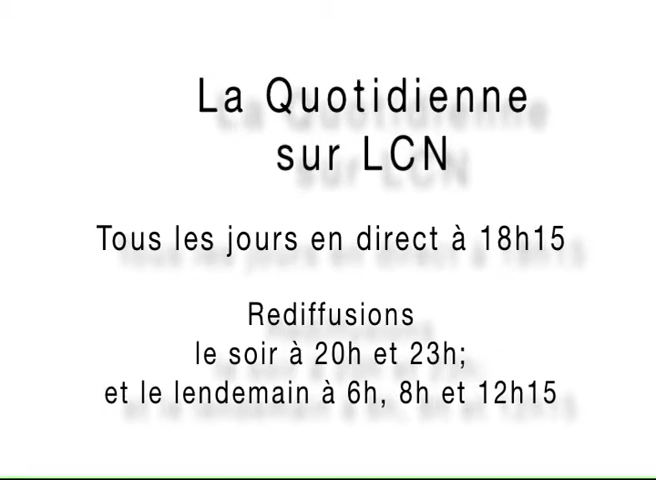 La Quotidienne
sur LCN
Tous les jours en direct à 18h15
Rediffusions
le soir à 20h et 23h;
et le lendemain à 6h, 8h et 12h15